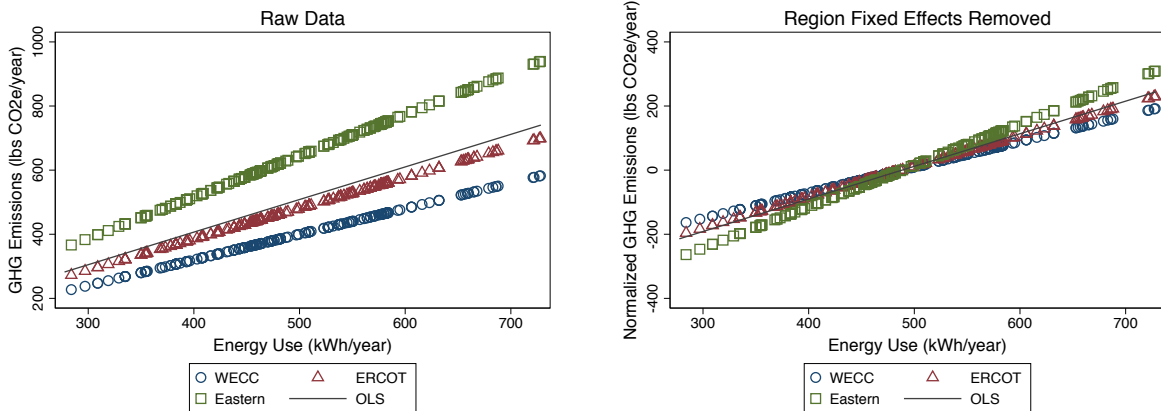 Raw Data
GHG Emissions (lbs CO2e/year)
1000
800
600
400
200
300 400 500 600 700
Energy Use (kWh/year)
WECC ERCOT
Eastern OLS
Region Fixed Effects Removed
Normalized GHG Emissions (lbs CO2e/year)
400
200
0
-200
-400
300 400 500 600 700
Energy Use (kWh/year)
WECC ERCOT
Eastern OLS